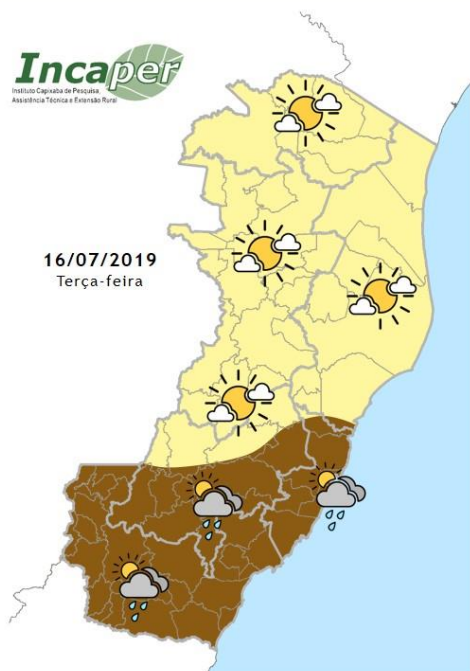 Incaper
Instituto Capixaba de Pesquisa,
Assistência Técnica e Extensão Rural
16/07/2019
Terça-feira